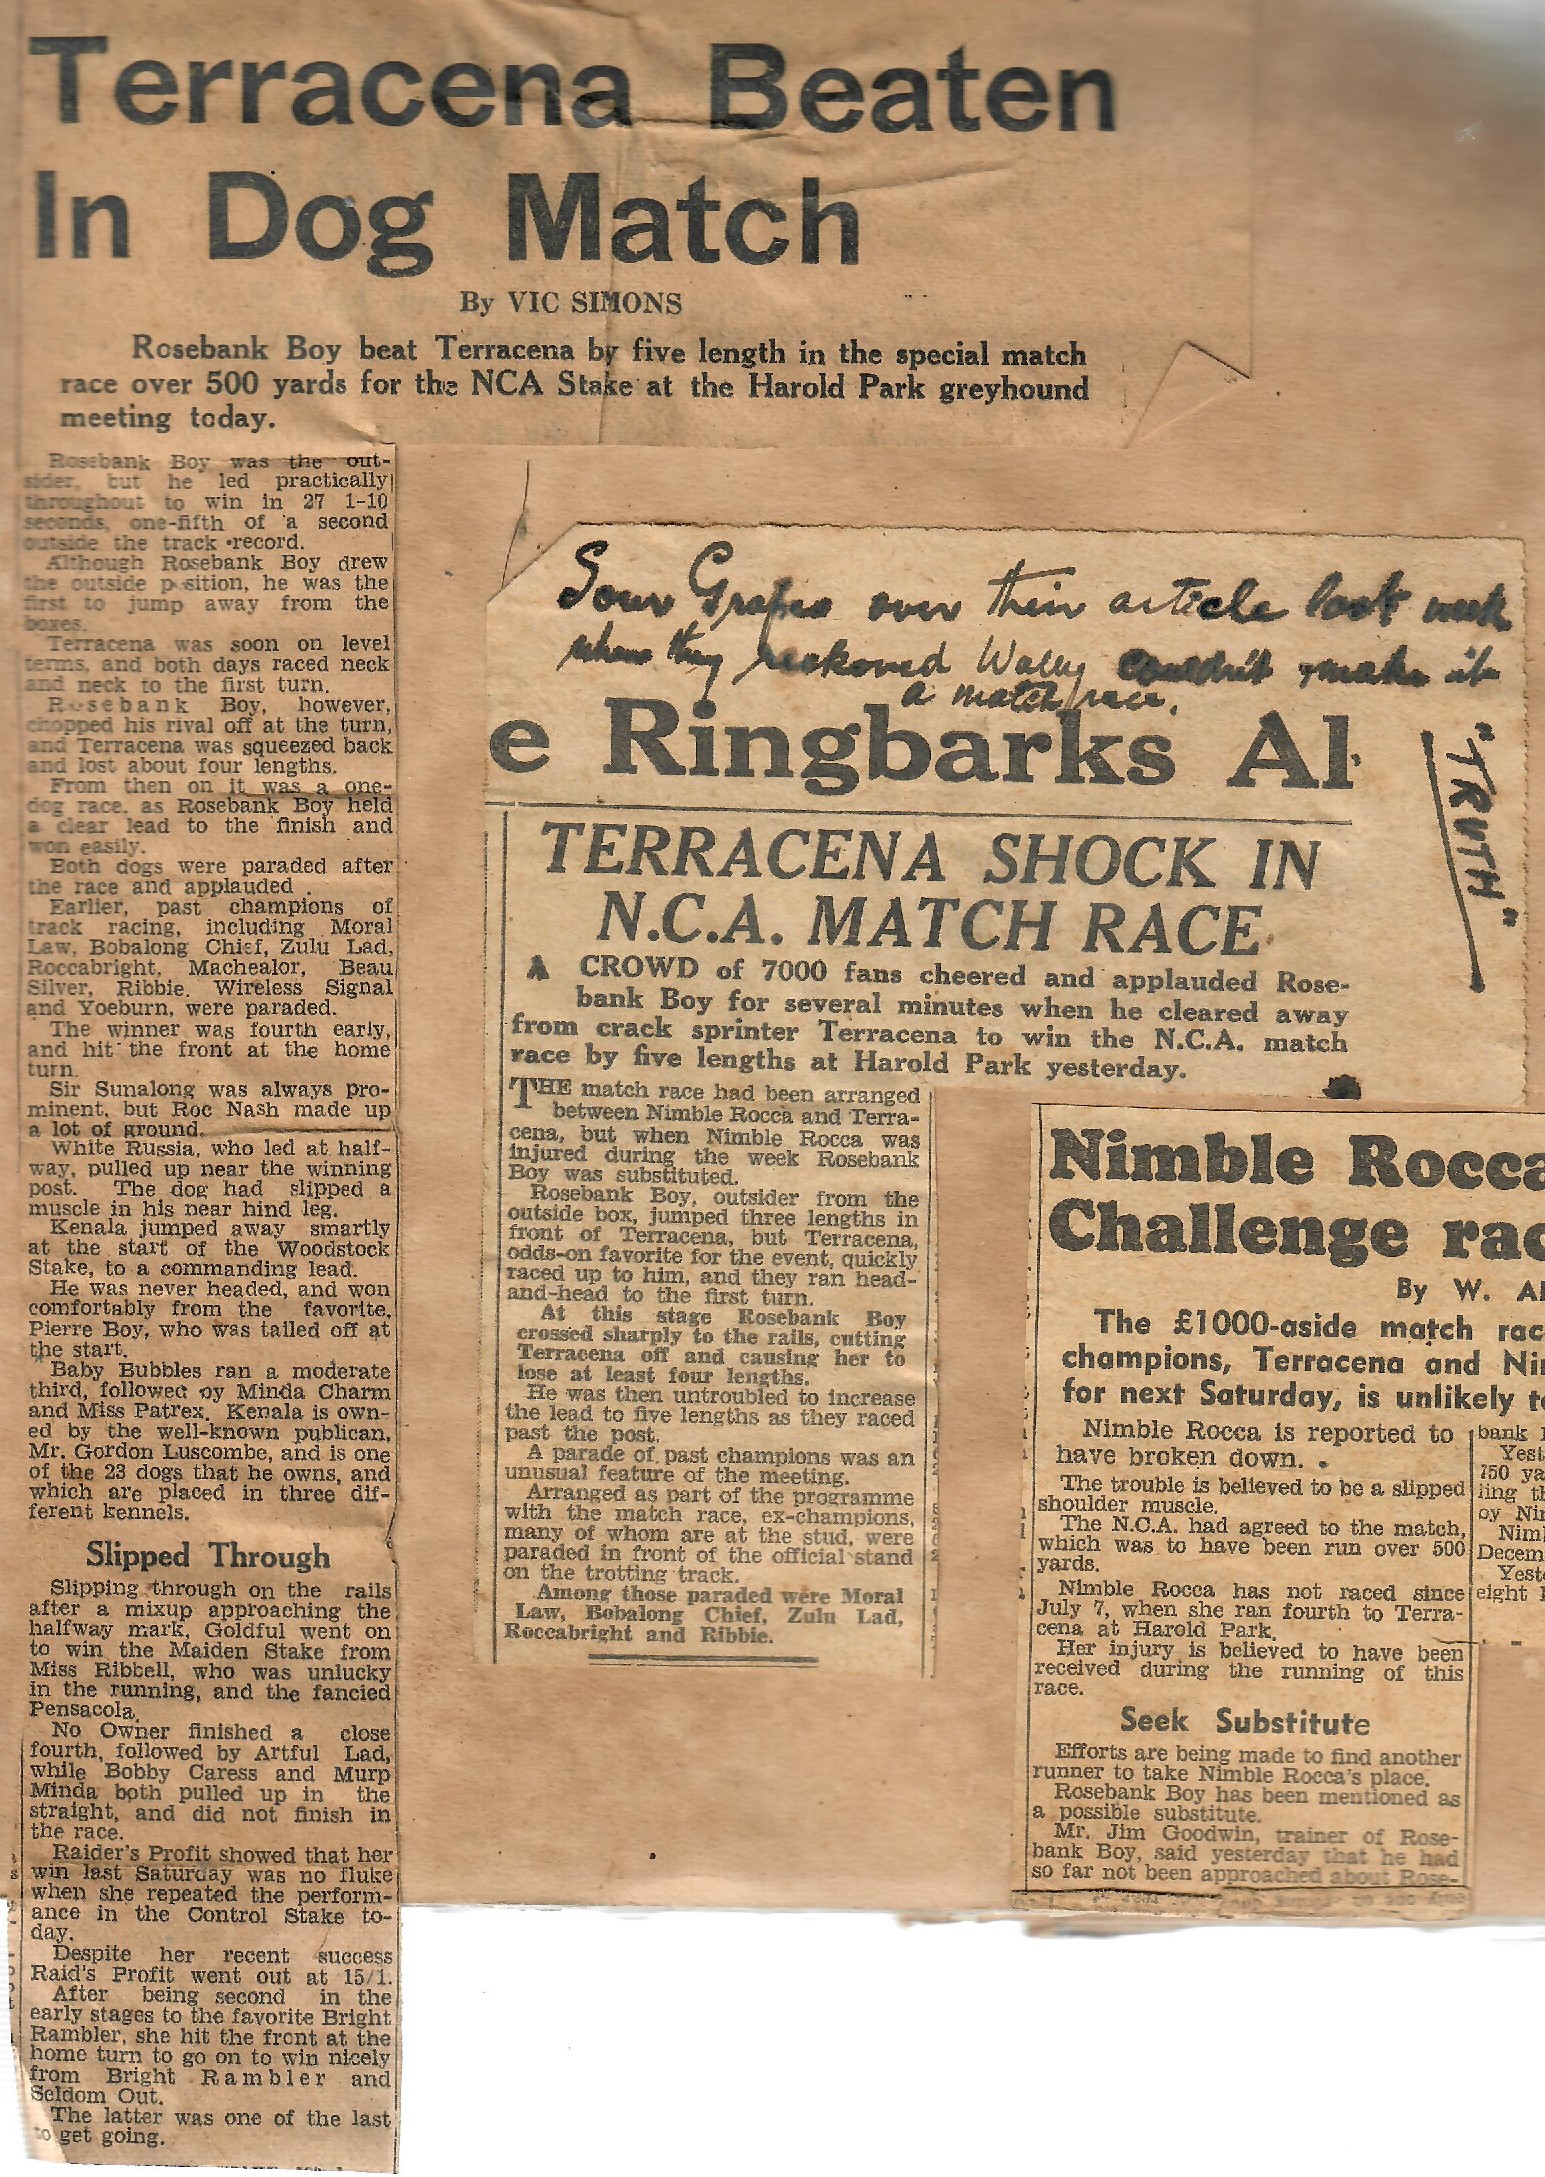 Terracena Beaten
In Dog Match
By VIC SIMONS
Rosebank Boy beat Terracena by five length in the special match
race over 500 yards for the NCA Stake at the Harold Park greyhound
meeting today.
Rosebank Boy was the out-
sider, but he led practically
throughout to win in 27 1-10
seconds, one-fifth of a second
outside the track record.
Although Rosebank Boy drew
the outside p sition, he was the
first to jump away from the
boxes.
Terracena was soon on level
terms, and both days raced neck
and neck to the first turn.
Rosebank Boy, however,
chopped his rival off at the turn,
and Terracena was squeezed back
and lost about four lengths.
From then on it was a one-
dog race, as Rosebank Boy held
a clear lead to the finish and
won easily.
Both dogs were paraded after
the race and applauded .
Earlier, past champions of
track racing, including Moral
Law, Bobalong Chief, Zulu Lad,
Roccabright, Machealor, Beau
Silver, Ribbie, Wireless Signal
and Yoeburn, were paraded.
The winner was fourth early,
and hit the front at the home
turn.
Sir Sunalong was always pro-
minent, but Roc Nash made up
a lot of ground.
White Russia, who led at half-
way, pulled up near the winning
post. The dog had slipped a
muscle in his near hind leg.
Kenala jumped away smartly
at the start of the Woodstock
Stake, to a commanding lead.
He was never headed, and won
comfortably from the favorite,
Pierre Boy, who was tailed off at
the start.
Baby Bubbles ran a moderate
third, followed by Minda Charm
and Miss Patrex. Kenala is own-
ed by the well-known publican,
Mr. Gordon Luscombe, and is one
of the 23 dogs that he owns, and
which are placed in three dif-
ferent kennels.
Slipped Through
Slipping through on the rails
after a mixup approaching the
halfway mark, Goldful went on
to win the Maiden Stake from
Miss Ribbell, who was unlucky
in the running, and the fancied
Pensacola.
No Owner finished a close
fourth, followed by Artful Lad,
while Bobby Caress and Murp
Minda both pulled up in the
straight, and did not finish in
the race.
Raider's Profit showed that her
win last Saturday was no fluke
when she repeated the perform-
ance in the Control Stake to-
day.
Despite her recent success
Raid's Profit went out at 15/1.
After being second in the
early stages to the favorite Bright
Rambler, she hit the front at the
home turn to go on to win nicely
from Bright Rambler and
Seldom Out.
The latter was one of the last
to get going.
Sour Grapes over their article last week
when they reckoned Wally couldn't make it
a match race.
"TRUTH"
e Ringbarks Al
TERRACENA SHOCK IN
N.C.A. MATCH RACE
A CROWD of 7000 fans cheered and applauded Rose-
bank Boy for several minutes when he cleared away
from crack sprinter Terracena to win the N.C.A. match
race by five lengths at Harold Park yesterday.
THE match race had been arranged
between Nimble Rocca and Terra-
cena, but when Nimble Rocca was
injured during the week Rosebank
Boy was substituted.
Rosebank Boy, outsider from the
outside box, jumped three lengths in
front of Terracena, but Terracena,
odds-on favorite for the event, quickly
raced up to him, and they ran head-
and-head to the first turn.
At this stage Rosebank Boy
crossed sharply to the rails, cutting
Terracena off and causing her to
lose at least four lengths.
He was then untroubled to increase
the lead to five lengths as they raced
past the post.
A parade of past champions was an
unusual feature of the meeting.
Arranged as part of the programme
with the match race, ex-champions,
many of whom are at the stud, were
paraded in front of the official stand
on the trotting track.
Among those paraded were Moral
Law, Bobalong Chief, Zulu Lad,
Roccabright and Ribbie.
Nimble Rocca
Challenge rac
By W. Al
The £1000-aside match rac
champions, Terracena and Ni
for next Saturday, is unlikely t
Nimble Rocca is reported to
have broken down.
The trouble is believed to be a slipped
shoulder muscle.
The N.C.A. had agreed to the match,
which was to have been run over 500
yards.
Nimble Rocca has not raced since
July 7, when she ran fourth to Terra-
cena at Harold Park.
Her injury is believed to have been
received during the running of this
race.
Seek Substitute
Efforts are being made to find another
runner to take Nimble Rocca's place.
Rosebank Boy has been mentioned as
a possible substitute.
Mr. Jim Goodwin, trainer of Rose-
bank Boy, said yesterday that he had
so far not been approached about Rose-
bank
Yest
750 ya
ling th
by Nim
Nimb
Decem
Yest
eight